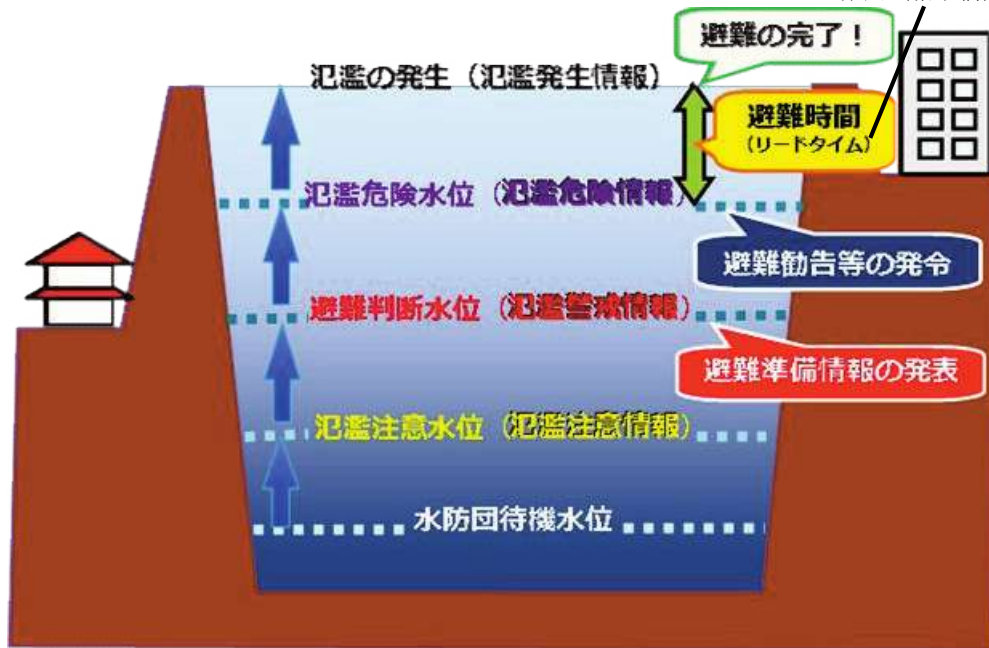 避難の完了！
氾濫の発生（氾濫発生情報）
避難時間
（リードタイム）
氾濫危険水位（氾濫危険情報）
避難勧告等の発令
避難判断水位（氾濫警戒情報）
避難準備情報の発表
氾濫注意水位（氾濫注意情報）
水防団待機水位